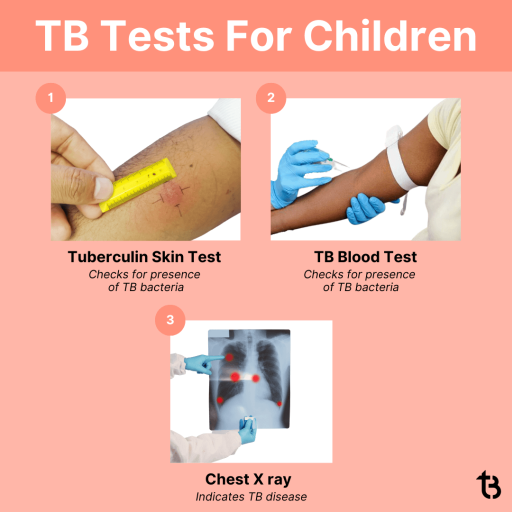 TB Tests For Children
1
2
Tuberculin Skin Test
Checks for presence
of TB bacteria
TB Blood Test
Checks for presence
of TB bacteria
3
Chest X ray
Indicates TB disease
tB